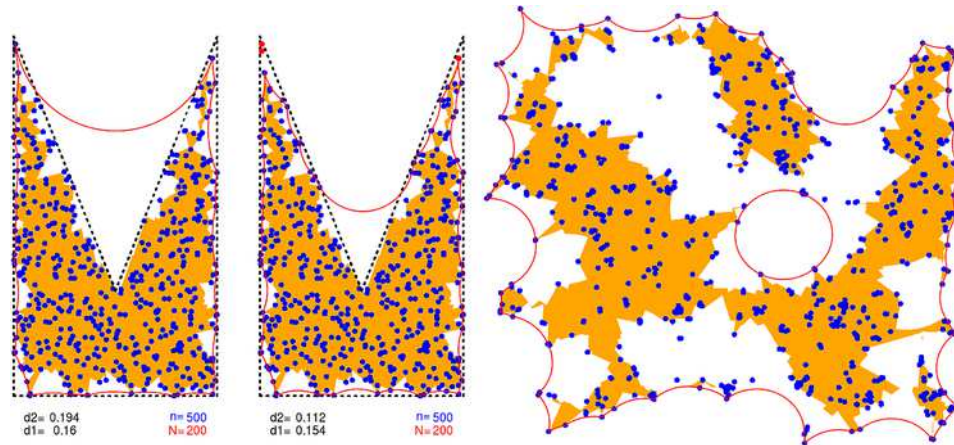 d2= 0.194 n= 500
d1= 0.16 N= 200
d2= 0.112 n=500
d1= 0.154 N=200